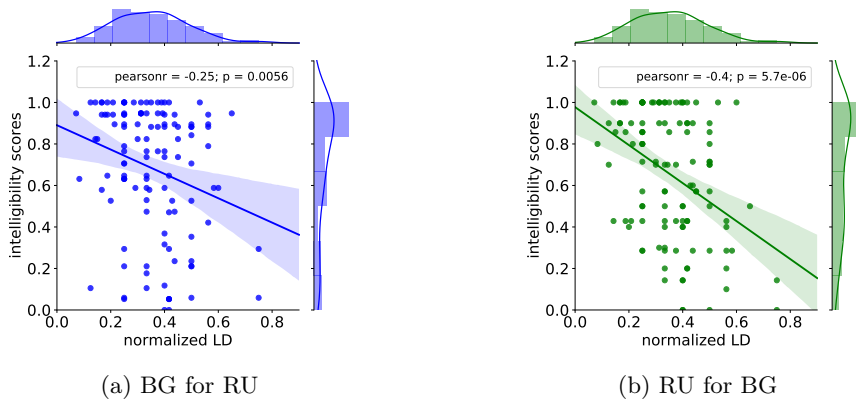 pearsonr = -0.25; p = 0.0056
1.2
1.0
0.8
0.6
0.4
0.2
0.0
intelligibility scores
0.0 0.2 0.4 0.6 0.8
normalized LD
(a) BG for RU
pearsonr = -0.4; p = 5.7e-06
1.2
1.0
0.8
0.6
0.4
0.2
0.0
intelligibility scores
0.0 0.2 0.4 0.6 0.8
normalized LD
(b) RU for BG